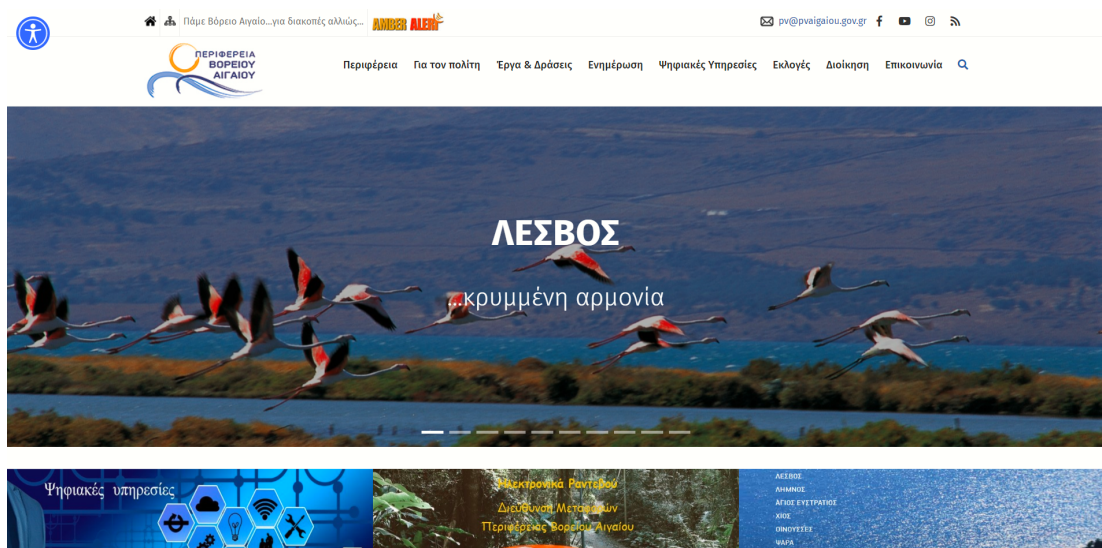 Πάμε Βόρειο Αιγαίο...για διακοπές αλλιώς...
AMBER ALERT
pv@pvaigaiou.gov.gr
ΠΕΡΙΦΕΡΕΙΑ
ΒΟΡΕΙΟΥ
ΑΙΓΑΙΟΥ
Περιφέρεια Για τον πολίτη Έργα & Δράσεις Ενημέρωση Ψηφιακές Υπηρεσίες Εκλογές Διοίκηση Επικοινωνία
ΛΕΣΒΟΣ
...κρυμμένη αρμονία
Ψηφιακές υπηρεσίες
Ηλεκτρονικά Ραντεβού
Διεύθυνση Μεταφορών
Περιφέρειας Βορείου Αιγαίου
ΛΕΣΒΟΣ
ΛΗΜΝΟΣ
ΑΓΙΟΣ ΕΥΣΤΡΑΤΙΟΣ
ΧΙΟΣ
ΟΙΝΟΥΣΣΕΣ
ΨΑΡΑ